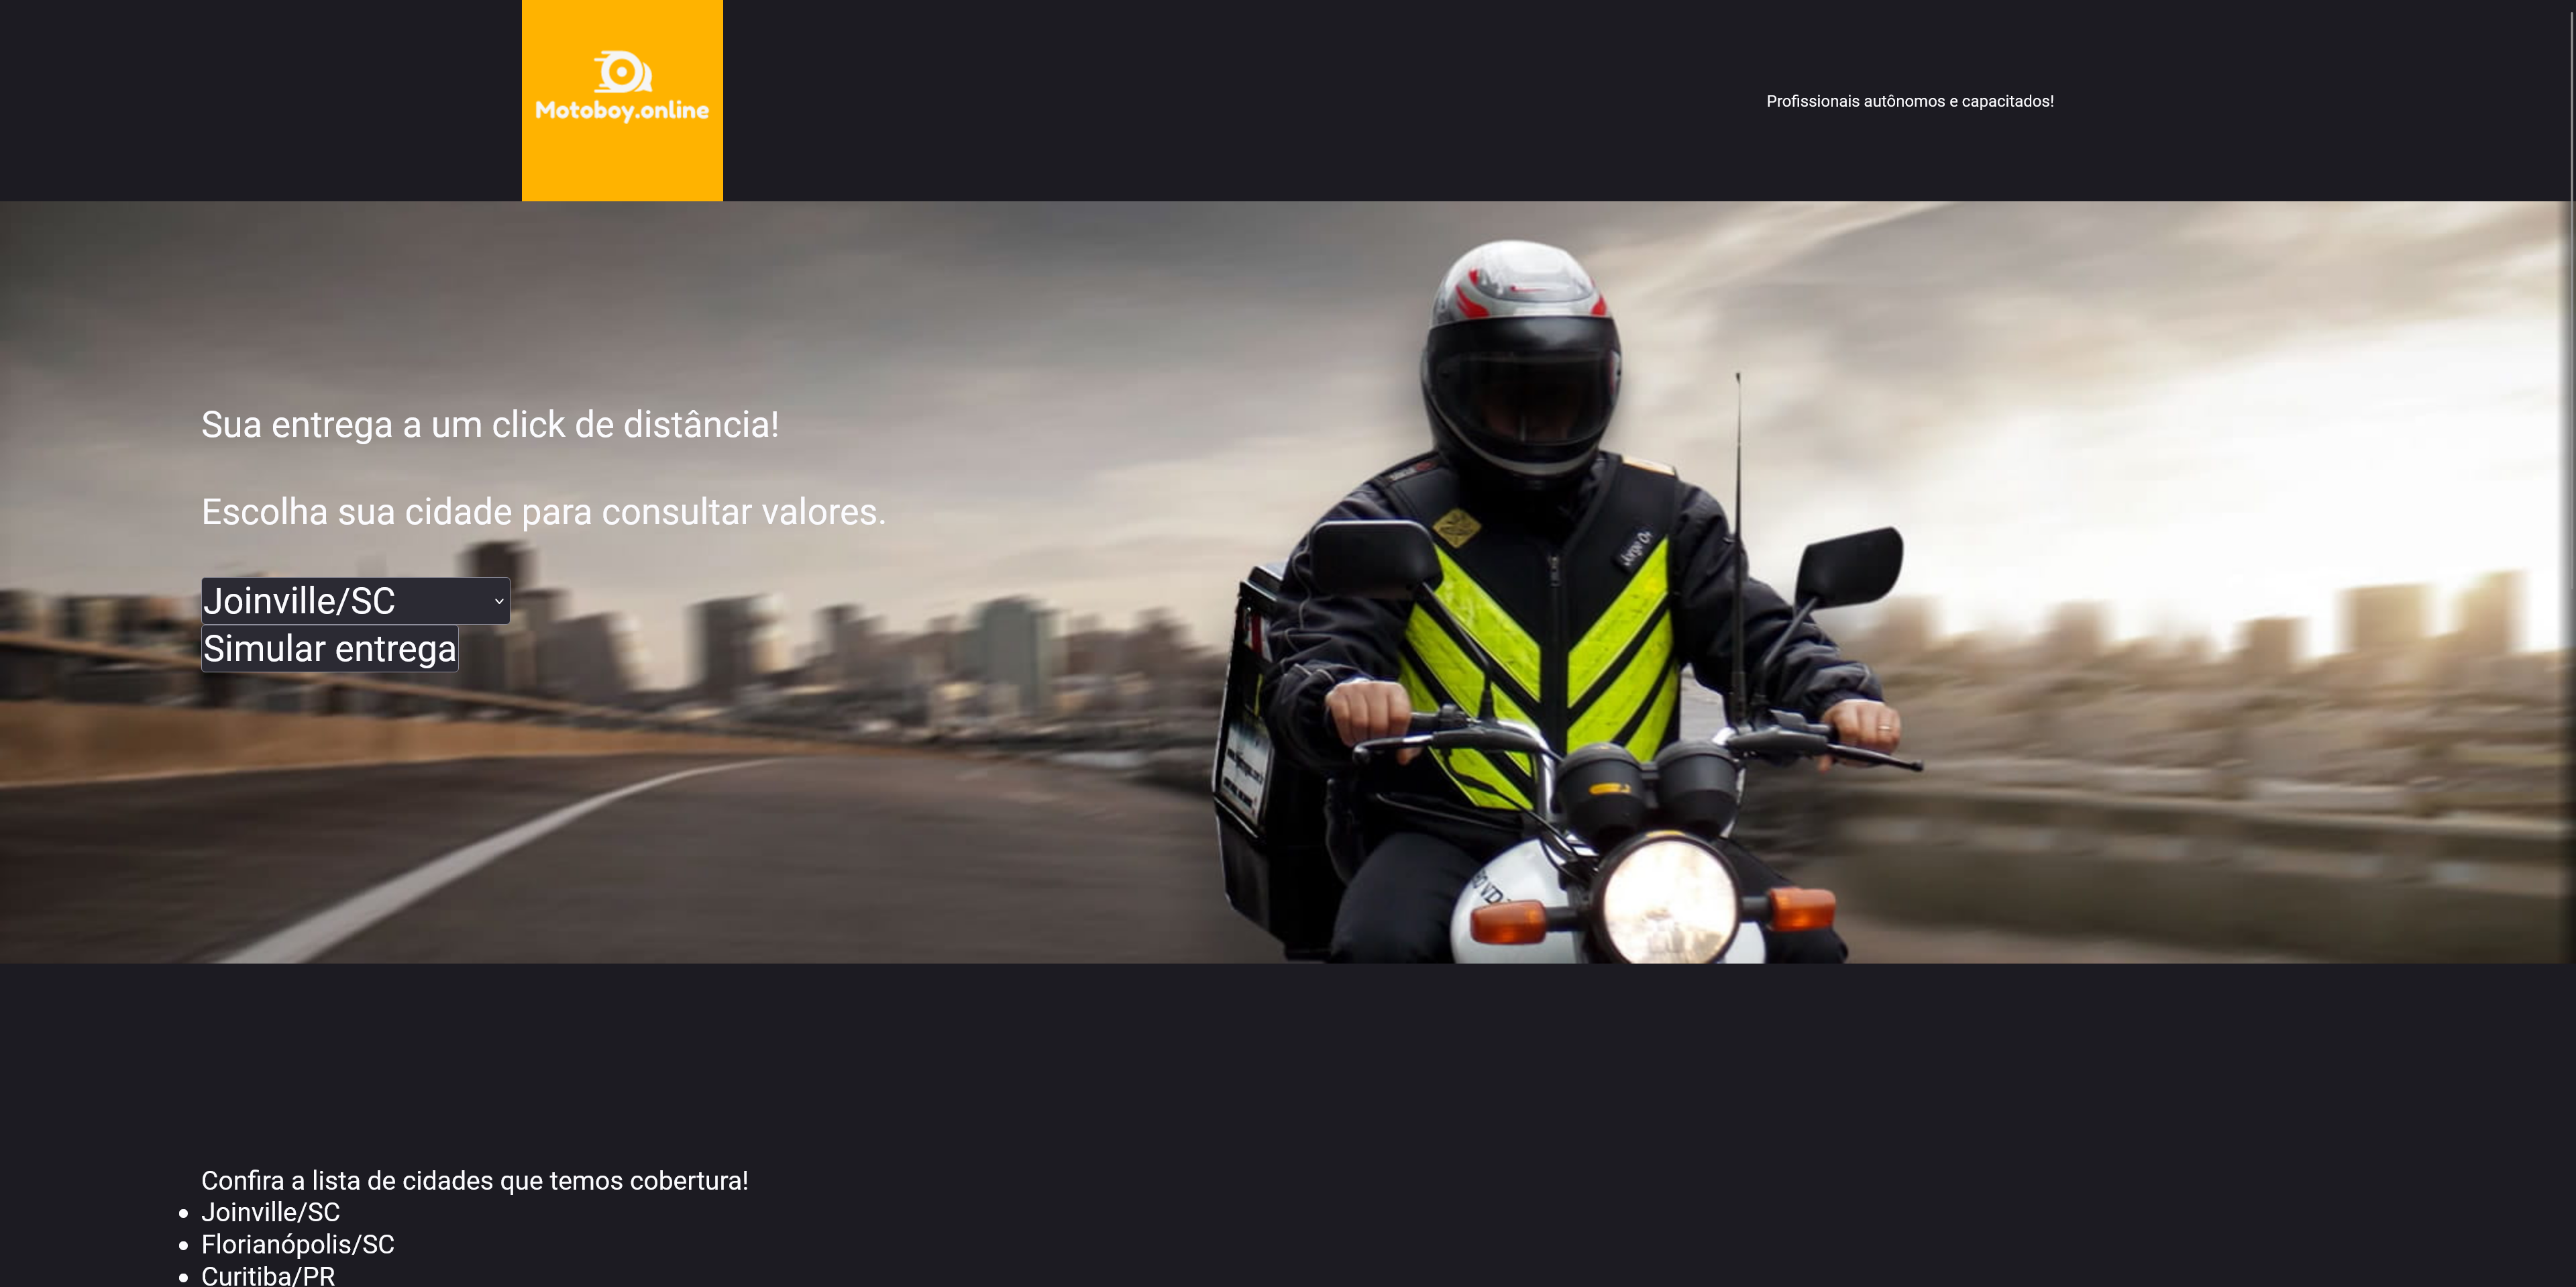 Motoboy.online
Profissionais autônomos e capacitados!
Sua entrega a um click de distância!
Escolha sua cidade para consultar valores.
Joinville/SC
Simular entrega
Confira a lista de cidades que temos cobertura!
Joinville/SC
Florianópolis/SC
Curitiba/PR